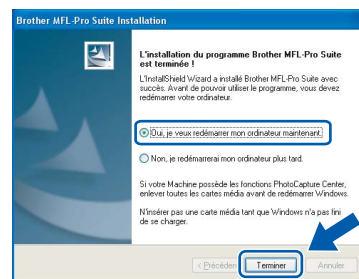 Brother MFL-Pro Suite Installation
L'installation du programme Brother MFL-Pro Suite
est terminée !
L'InstallShield Wizard a installé Brother MFL-Pro Suite avec
succès. Avant de pouvoir utiliser le programme, vous devez
redémarrer votre ordinateur.
Oui, je veux redémarrer mon ordinateur maintenant.
Non, je redémarrerai mon ordinateur plus tard.
Si votre Machine possède les fonctions PhotoCapture Center,
enlever toutes les cartes média avant de redémarrer Windows.
N'insérer pas une carte média tant que Windows n'a pas fini
de se charger.
< Précéden
Terminer
Annuler